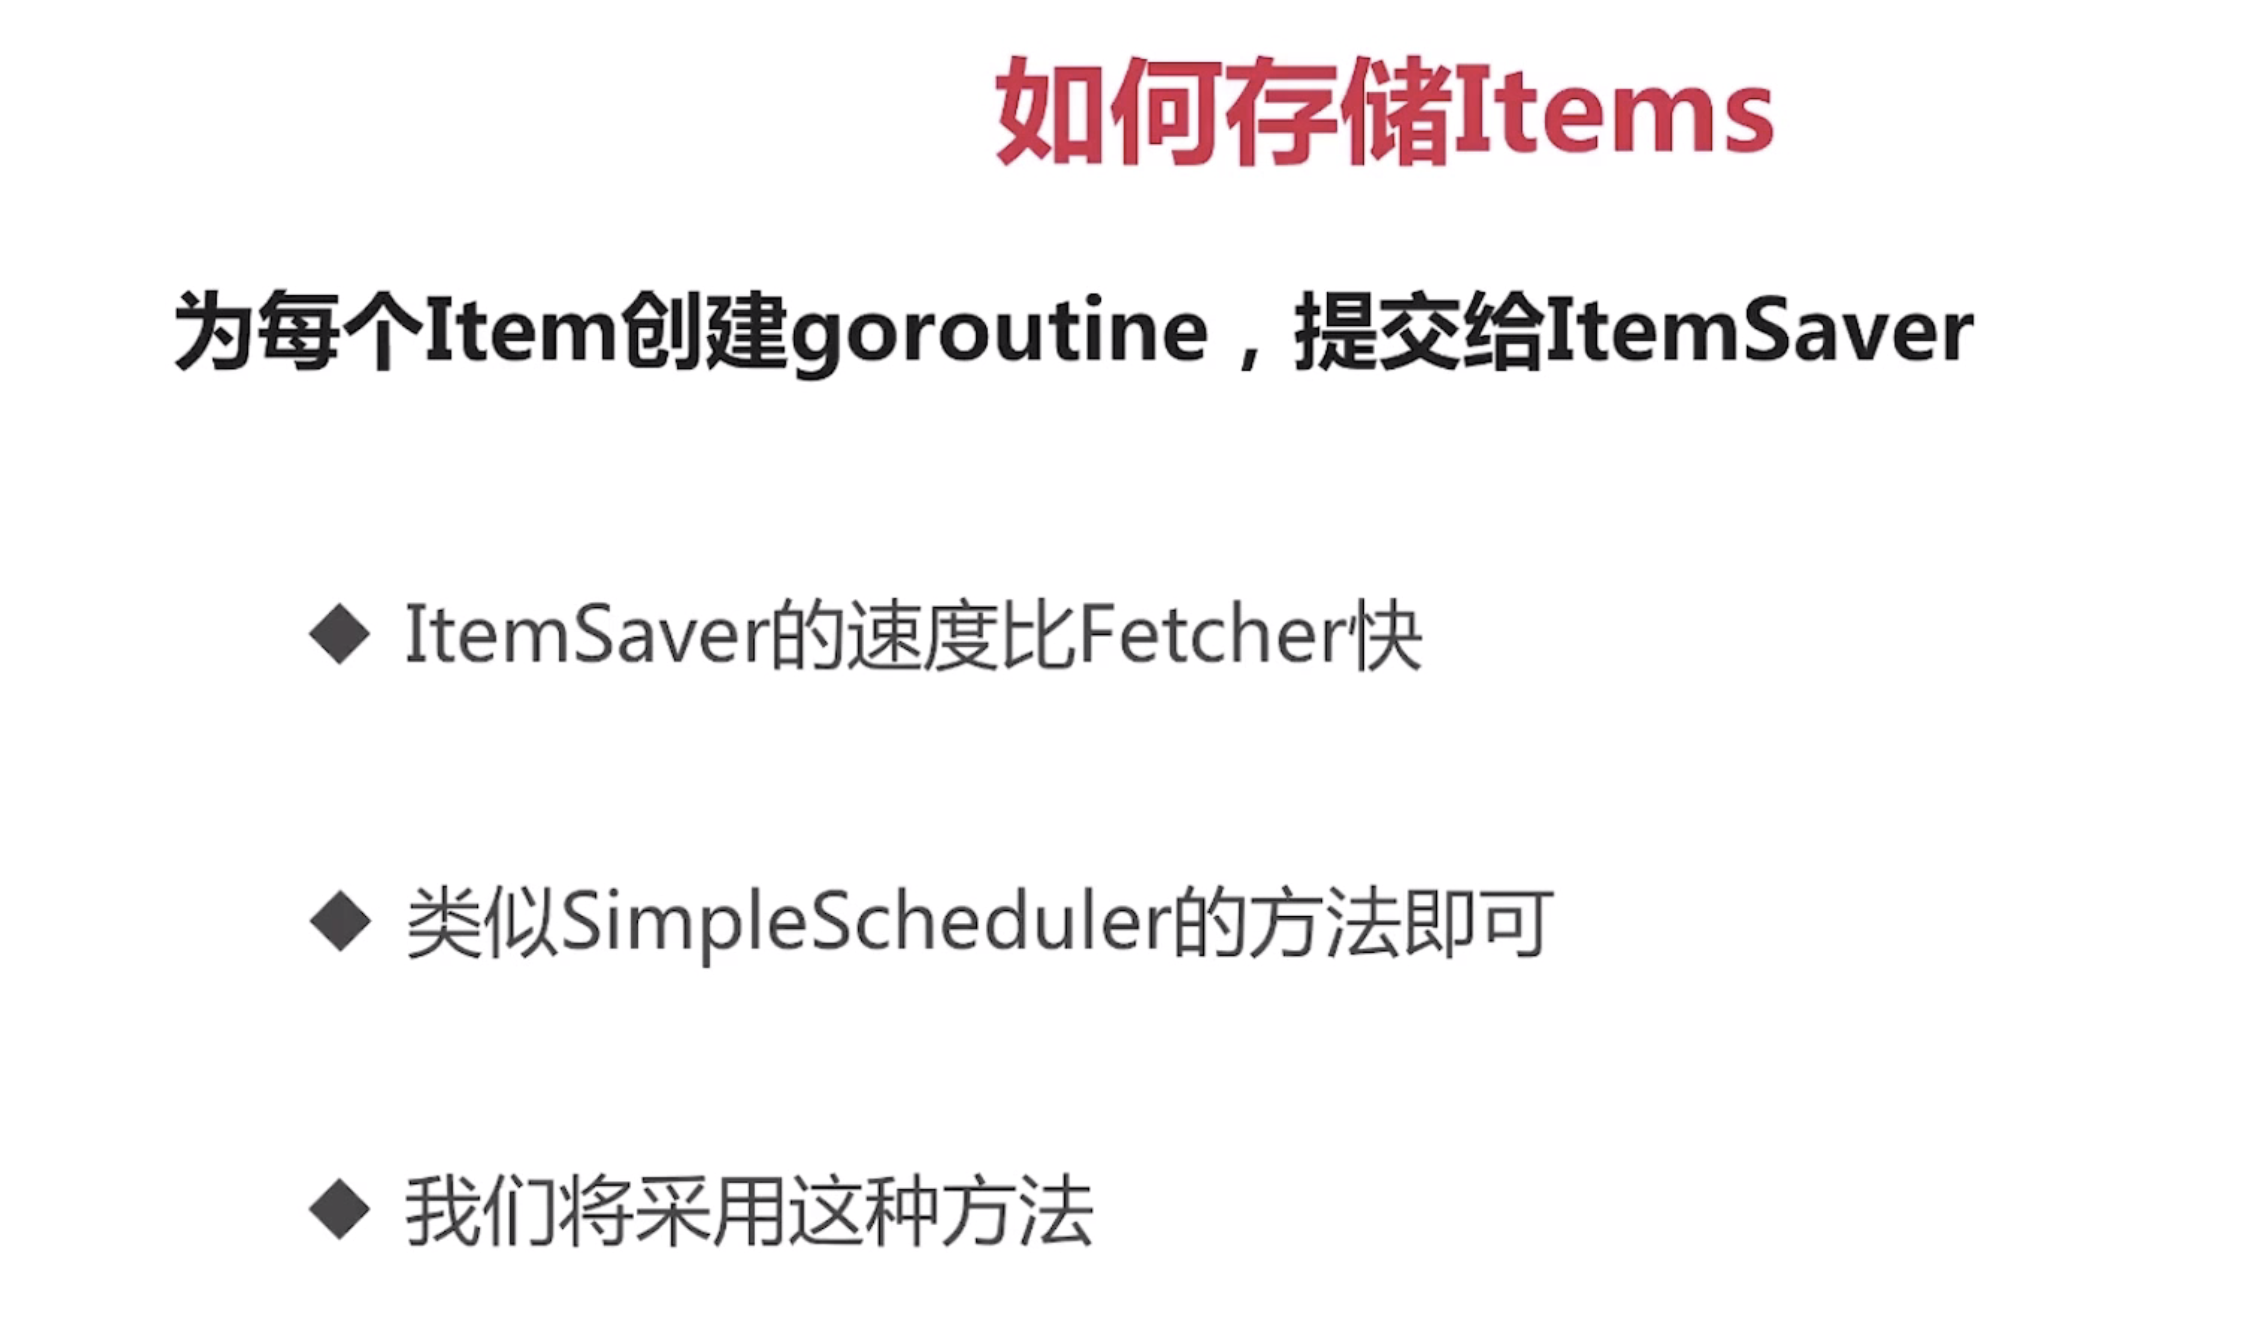 如何存储Items
为每个Item创建goroutine，提交给ItemSaver
◆ ItemSaver的速度比Fetcher快
◆ 类似SimpleScheduler的方法即可
◆ 我们将采用这种方法